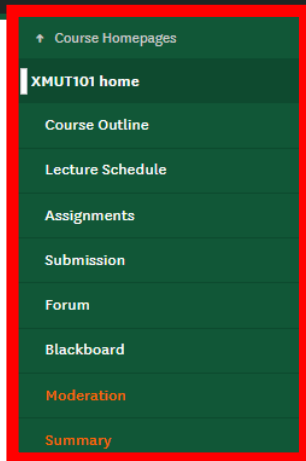 ↑ Course Homepages
XMUT101 home
Course Outline
Lecture Schedule
Assignments
Submission
Forum
Blackboard
Moderation
Summary